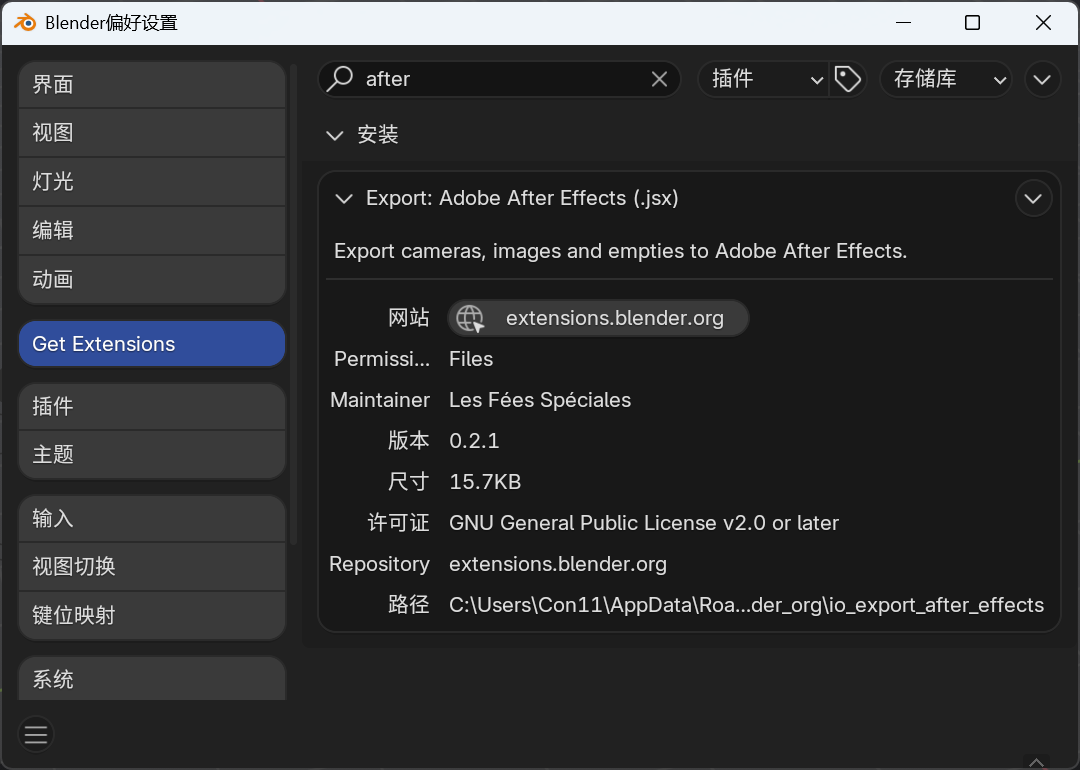 Blender偏好设置
界面
视图
灯光
编辑
动画
Get Extensions
插件
主题
输入
视图切换
键位映射
系统
after
插件
存储库
安装
Export: Adobe After Effects (.jsx)
Export cameras, images and empties to Adobe After Effects.
网站 extensions.blender.org
Permissi... Files
Maintainer Les Fées Spéciales
版本 0.2.1
尺寸 15.7KB
许可证 GNU General Public License v2.0 or later
Repository extensions.blender.org
路径 C:\Users\Con11\AppData\Roa...der_org\io_export_after_effects